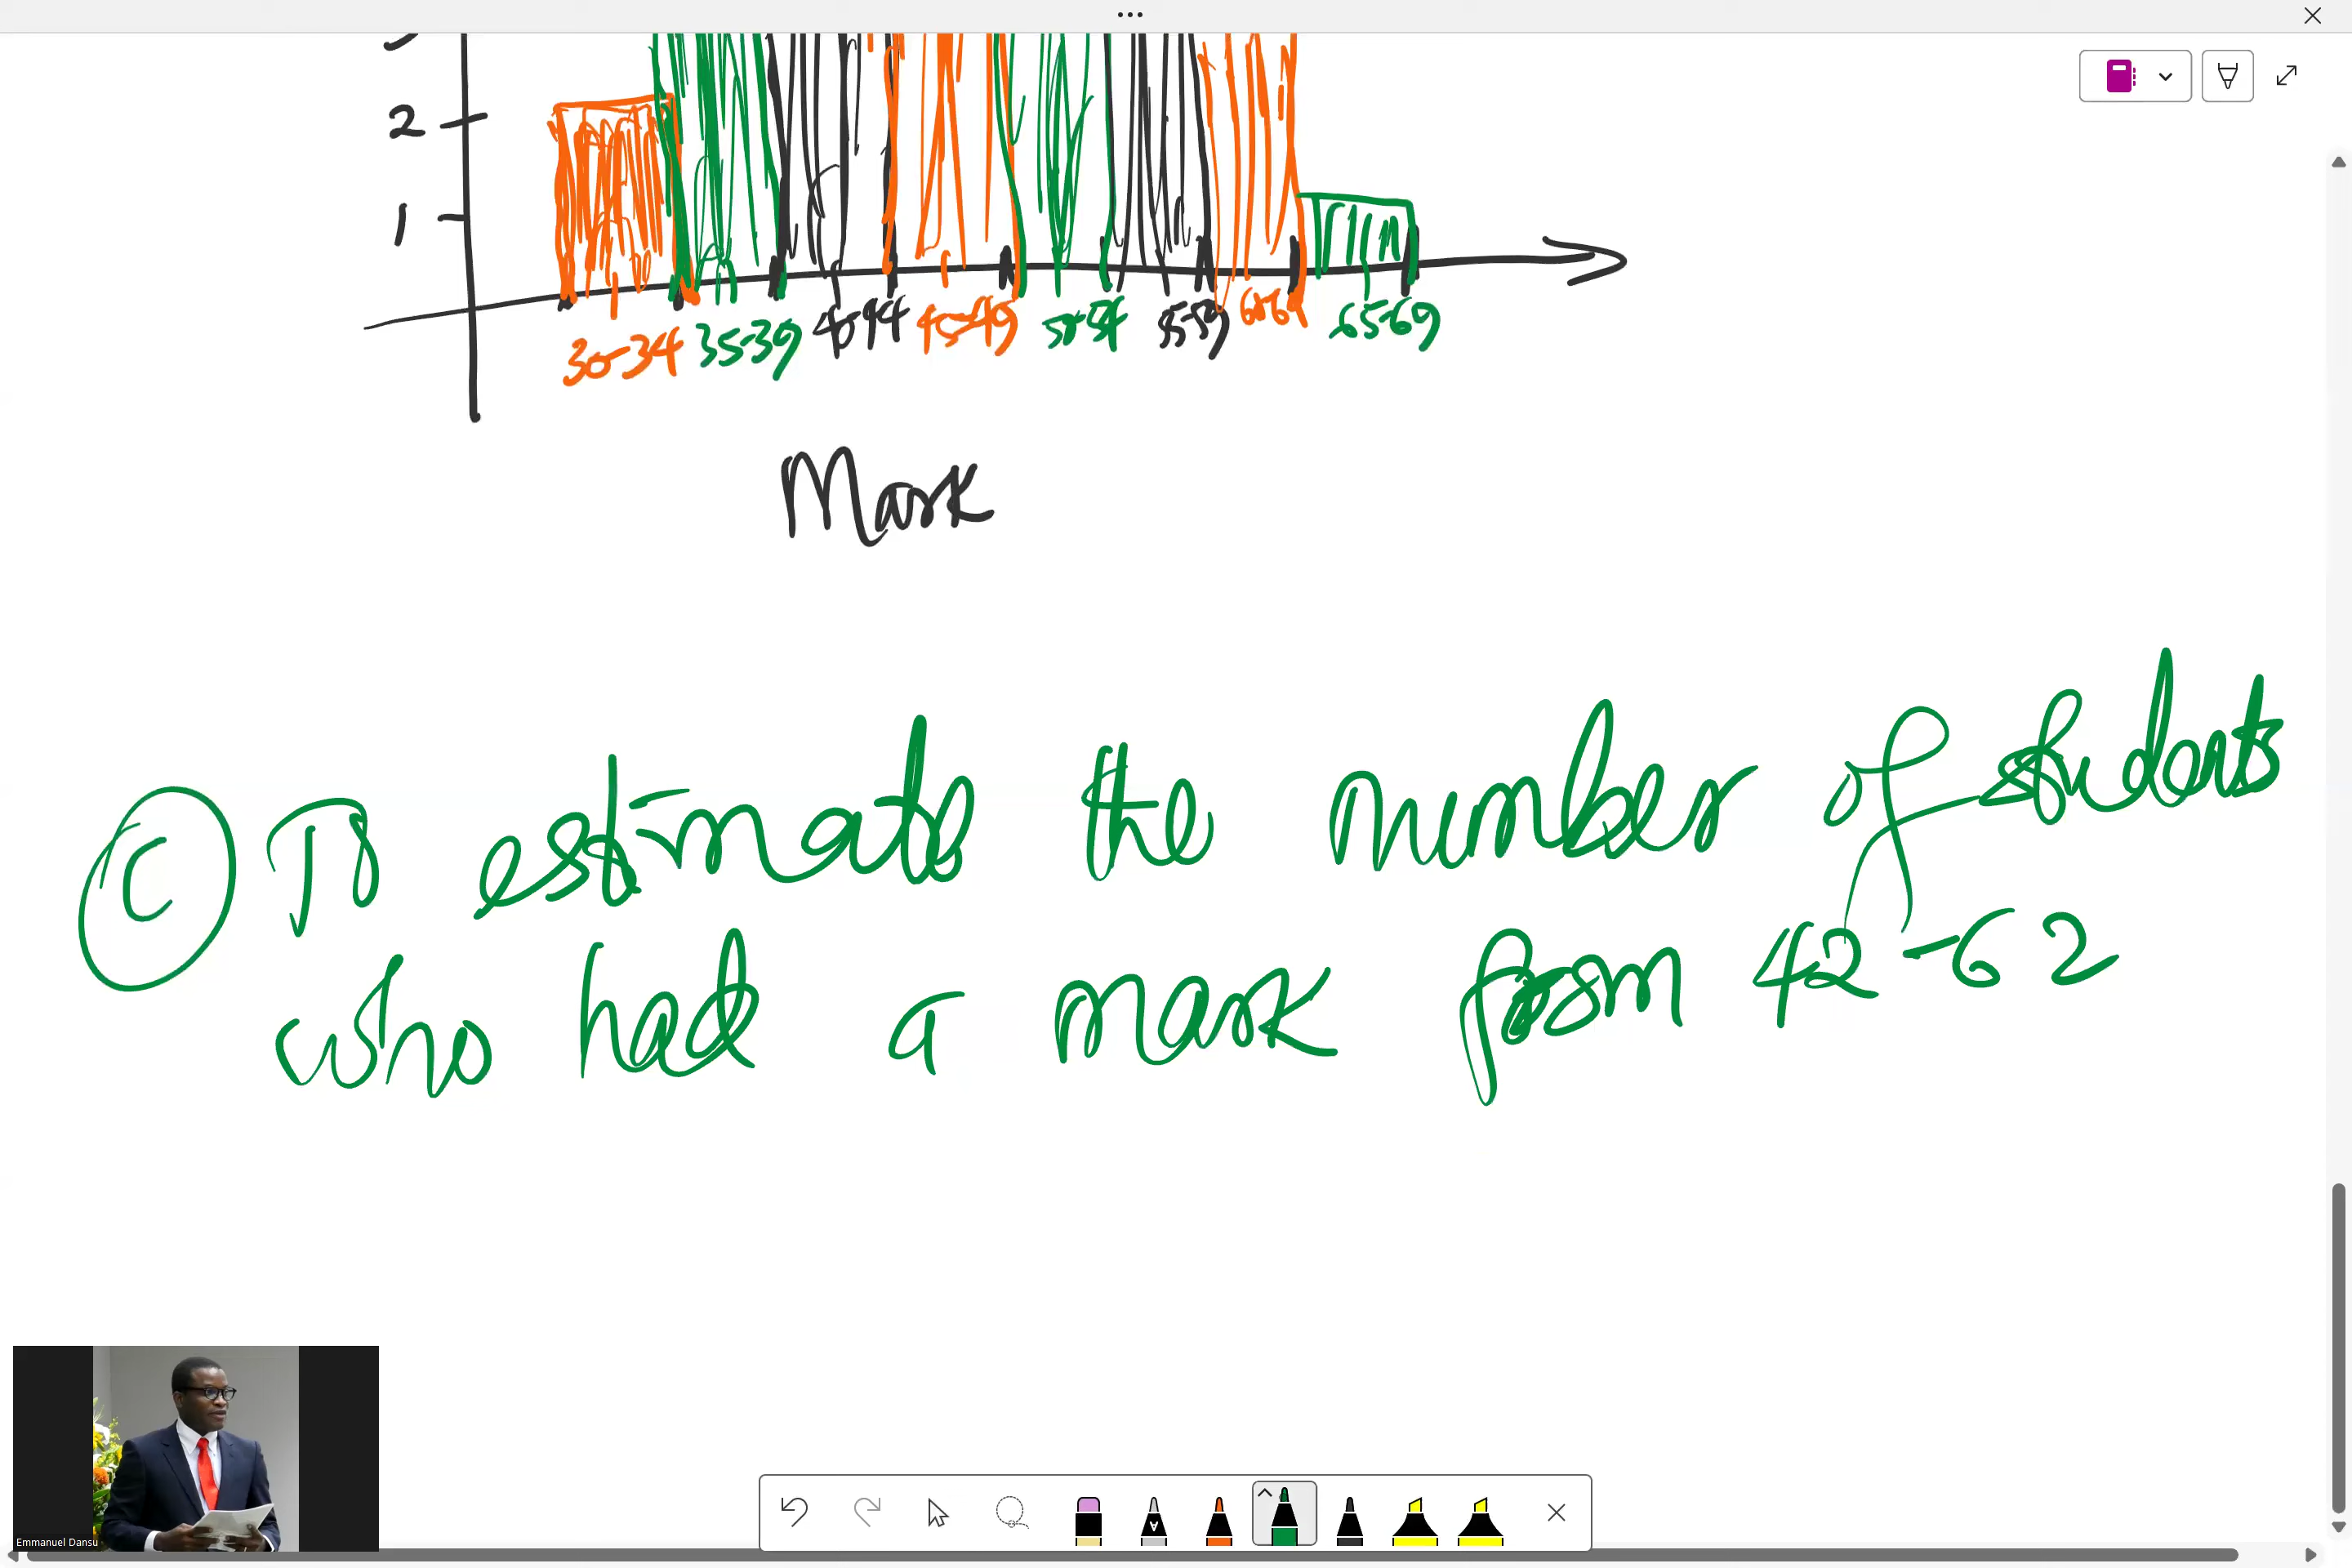 2
1
30-34 35-39 40-44 45-49 50-54 55-59 60-64 65-69
Mark
C To estimate the number of students
who had a mark from 42-62
Emmanuel Dansu